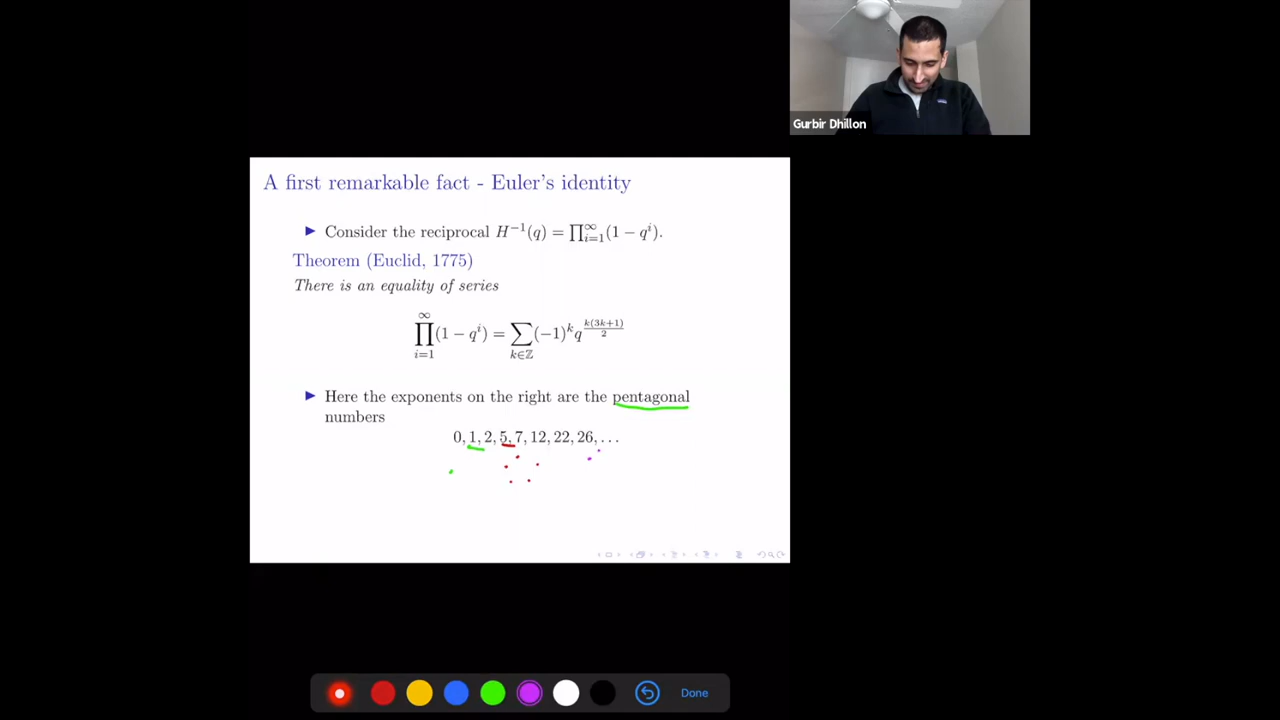 Gurbir Dhillon
A first remarkable fact - Euler's identity
▶ Consider the reciprocal H⁻¹(q) = ∏_{i=1}^{∞}(1 − qⁱ).
Theorem (Euclid, 1775)
There is an equality of series
∏_{i=1}^{∞}(1 − qⁱ) = ∑_{k∈ℤ}(−1)ᵏ q^{k(3k+1)/2}
▶ Here the exponents on the right are the pentagonal
numbers
0, 1, 2, 5, 7, 12, 22, 26, . . .
Done